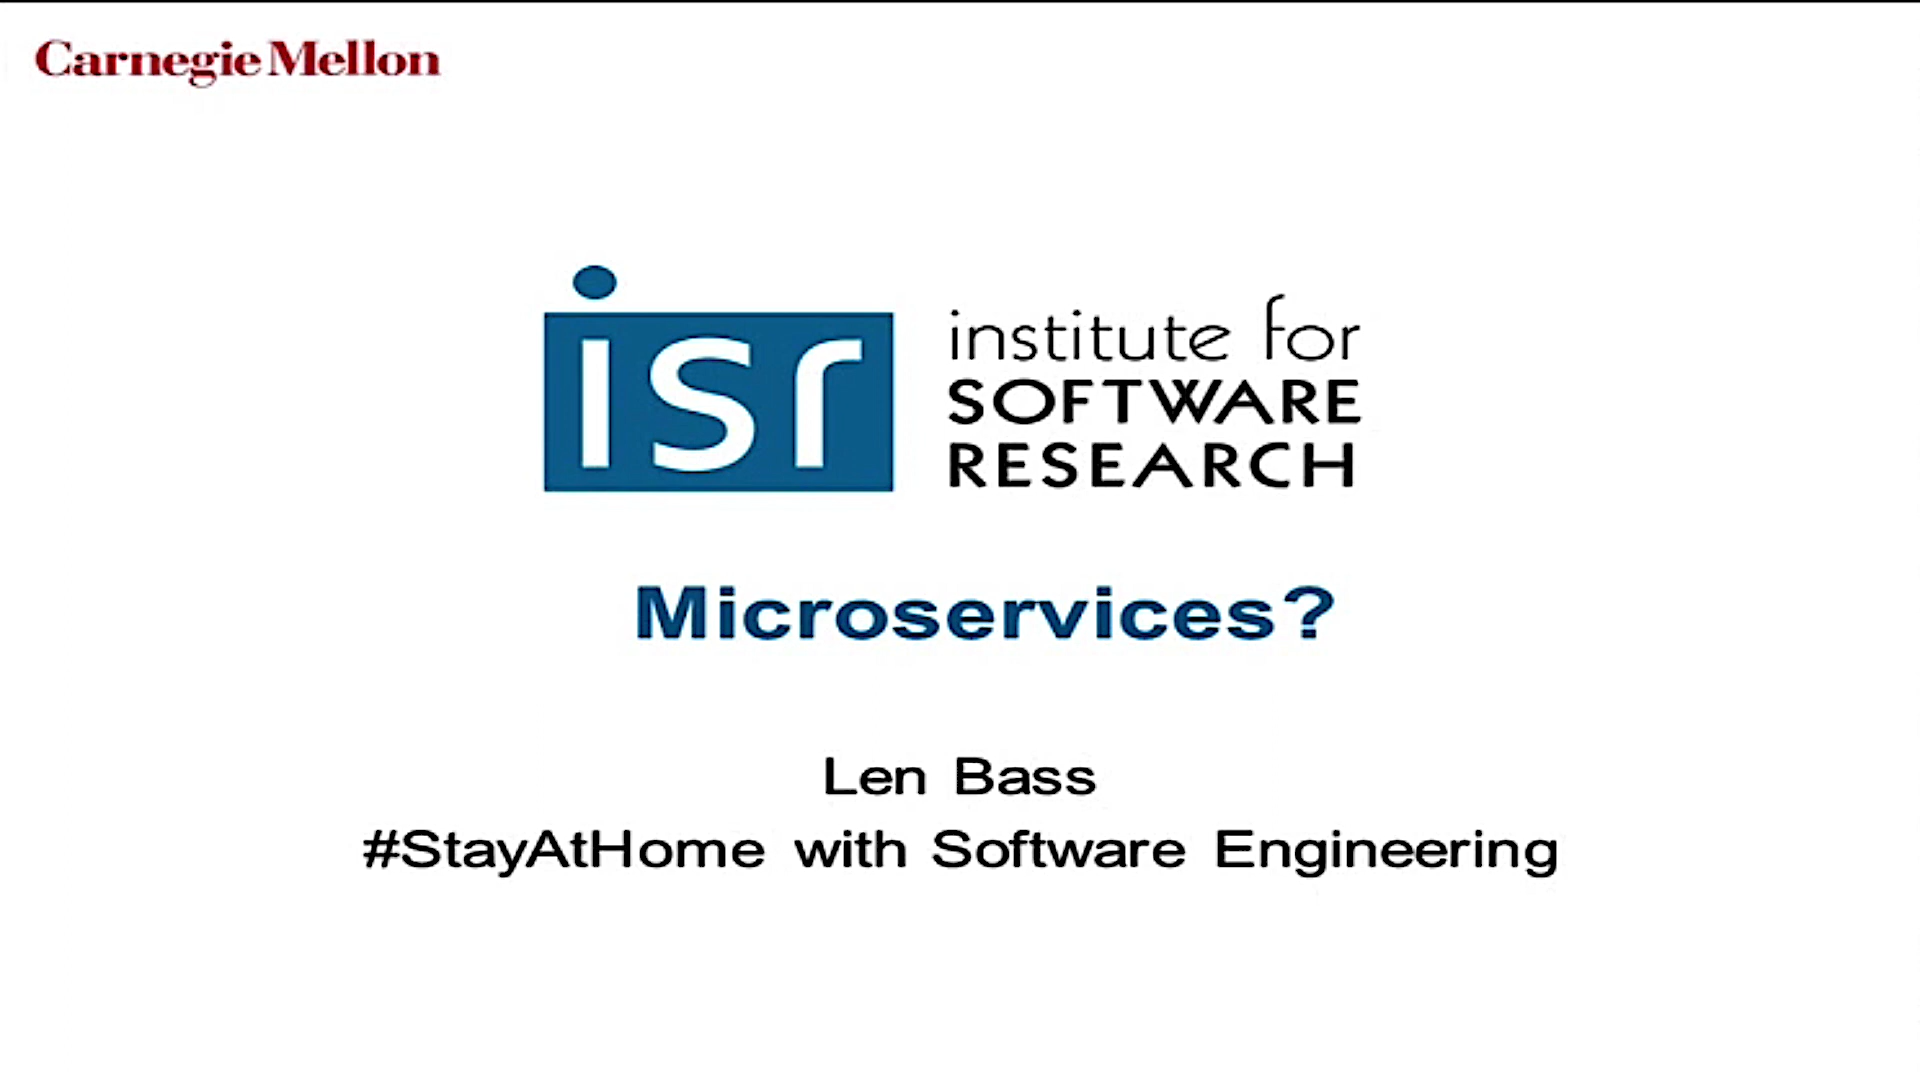 Carnegie Mellon
isr
institute for
SOFTWARE
RESEARCH
Microservices?
Len Bass
#StayAtHome with Software Engineering